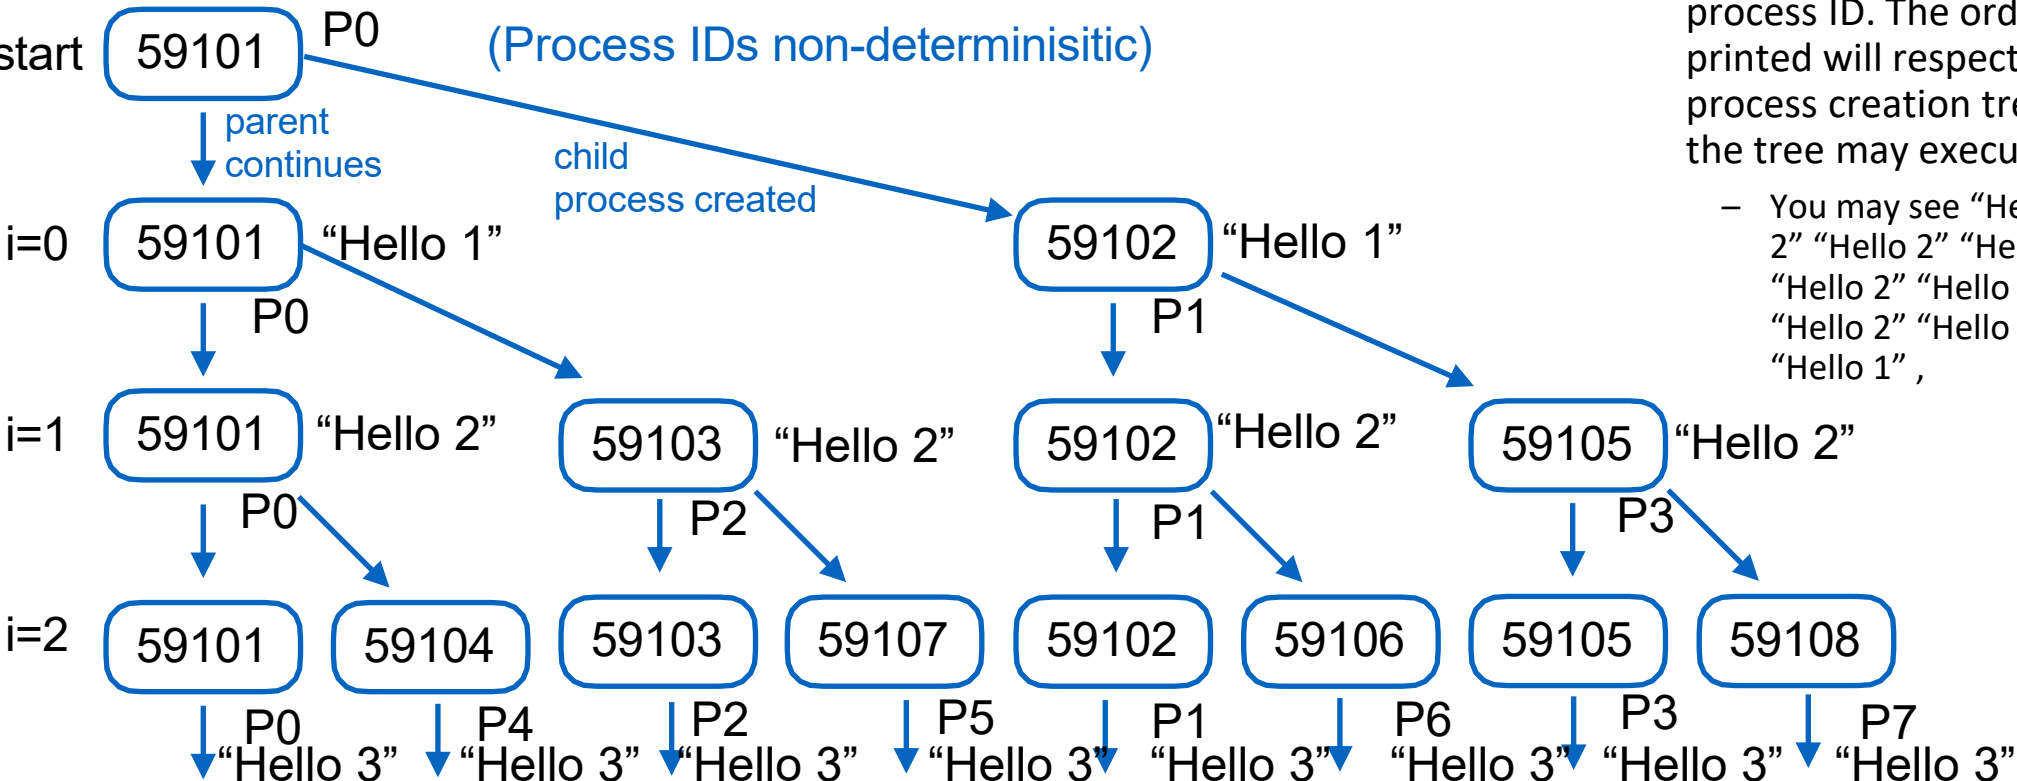 start 59101 P0 (Process IDs non-determinisitic)
parent
continues
child
process created
i=0 59101 “Hello 1” 59102 “Hello 1”
P0 P1
i=1 59101 “Hello 2” 59103 “Hello 2” 59102 “Hello 2” 59105 “Hello 2”
P0 P2 P1 P3
i=2 59101 59104 59103 59107 59102 59106 59105 59108
P0 P4 P2 P5 P1 P6 P3 P7
“Hello 3” “Hello 3” “Hello 3” “Hello 3” “Hello 3” “Hello 3” “Hello 3” “Hello 3”
process ID. The ord
printed will respect
process creation tre
the tree may execu
– You may see “He
2” “Hello 2” “He
“Hello 2” “Hello
“Hello 2” “Hello
“Hello 1” ,